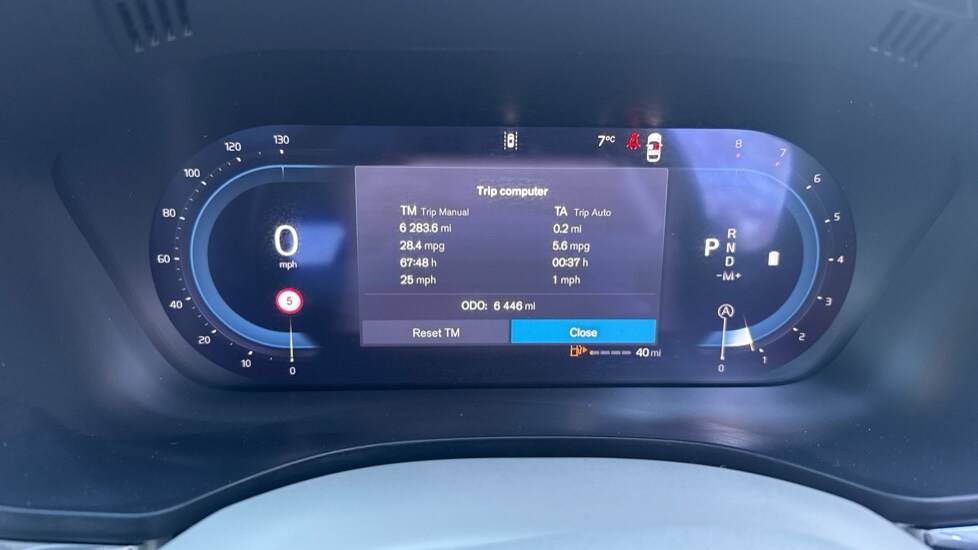 130
120
100
80
60
40
20
10
0
0
mph
5
7°C
Trip computer
TM Trip Manual
6 283.6 mi
28.4 mpg
67:48 h
25 mph
TA Trip Auto
0.2 mi
5.6 mpg
00:37 h
1 mph
ODO: 6 446 mi
Reset TM
Close
40 mi
P
R
N
D
-M+
A
8
7
6
5
4
3
2
1
0